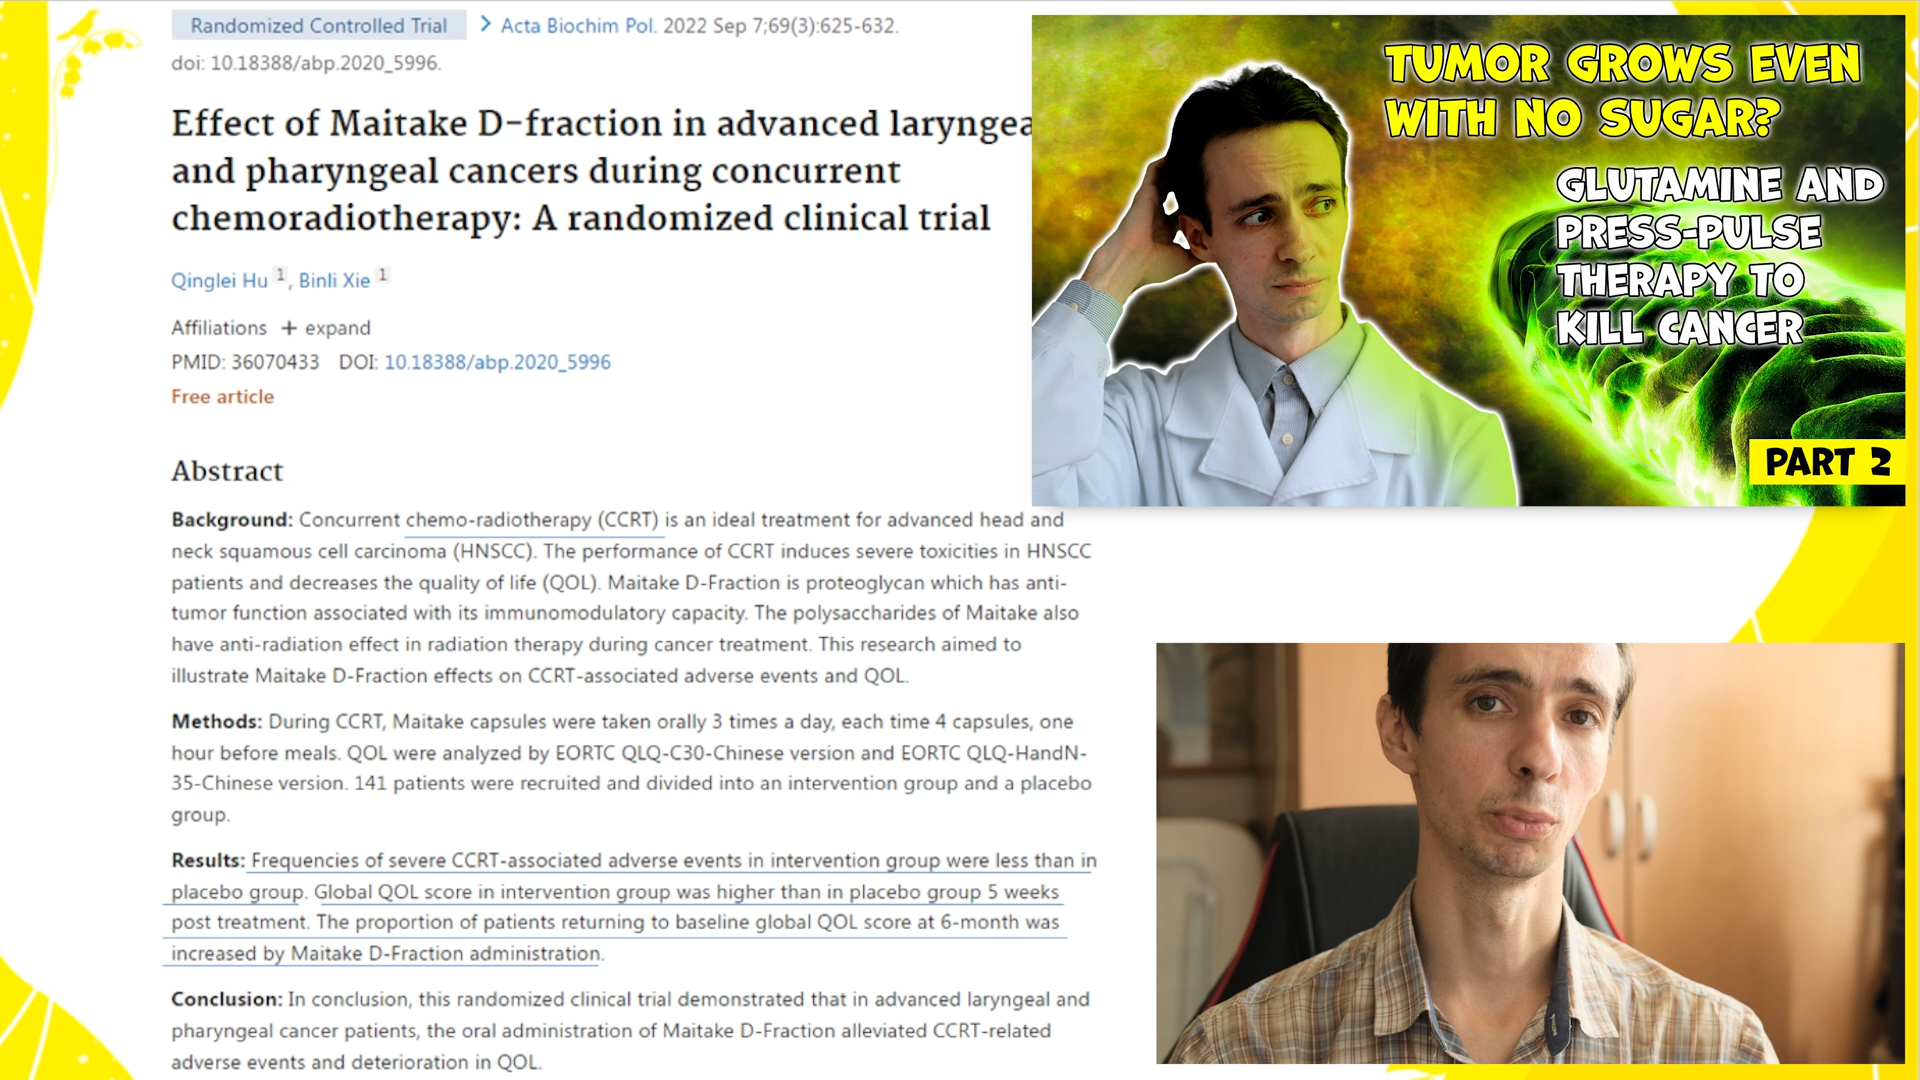 Randomized Controlled Trial > Acta Biochim Pol. 2022 Sep 7;69(3):625-632.
doi: 10.18388/abp.2020_5996.
Effect of Maitake D-fraction in advanced laryngea
and pharyngeal cancers during concurrent
chemoradiotherapy: A randomized clinical trial
Qinglei Hu 1, Binli Xie 1
Affiliations + expand
PMID: 36070433 DOI: 10.18388/abp.2020_5996
Free article
Abstract
Background: Concurrent chemo-radiotherapy (CCRT) is an ideal treatment for advanced head and
neck squamous cell carcinoma (HNSCC). The performance of CCRT induces severe toxicities in HNSCC
patients and decreases the quality of life (QOL). Maitake D-Fraction is proteoglycan which has anti-
tumor function associated with its immunomodulatory capacity. The polysaccharides of Maitake also
have anti-radiation effect in radiation therapy during cancer treatment. This research aimed to
illustrate Maitake D-Fraction effects on CCRT-associated adverse events and QOL.
Methods: During CCRT, Maitake capsules were taken orally 3 times a day, each time 4 capsules, one
hour before meals. QOL were analyzed by EORTC QLQ-C30-Chinese version and EORTC QLQ-HandN-
35-Chinese version. 141 patients were recruited and divided into an intervention group and a placebo
group.
Results: Frequencies of severe CCRT-associated adverse events in intervention group were less than in
placebo group. Global QOL score in intervention group was higher than in placebo group 5 weeks
post treatment. The proportion of patients returning to baseline global QOL score at 6-month was
increased by Maitake D-Fraction administration.
Conclusion: In conclusion, this randomized clinical trial demonstrated that in advanced laryngeal and
pharyngeal cancer patients, the oral administration of Maitake D-Fraction alleviated CCRT-related
adverse events and deterioration in QOL.
TUMOR GROWS EVEN
WITH NO SUGAR?
GLUTAMINE AND
PRESS-PULSE
THERAPY TO
KILL CANCER
PART 2